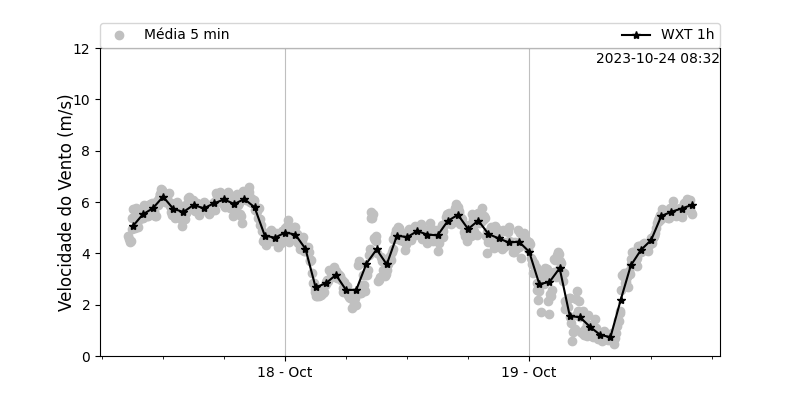 Média 5 min
WXT 1h
2023-10-24 08:32
Velocidade do Vento (m/s)
12
10
8
6
4
2
0
18 - Oct
19 - Oct